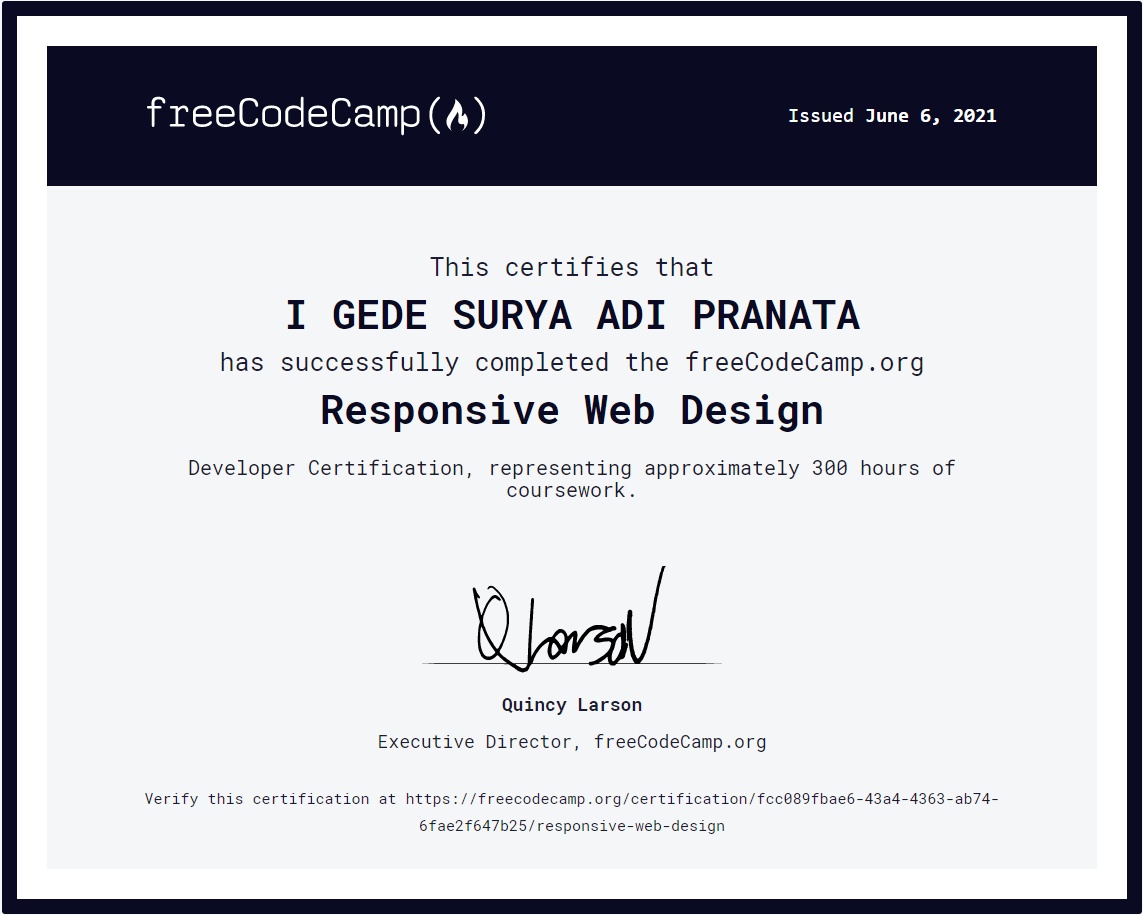 freeCodeCamp(🔥)
Issued June 6, 2021
This certifies that
I GEDE SURYA ADI PRANATA
has successfully completed the freeCodeCamp.org
Responsive Web Design
Developer Certification, representing approximately 300 hours of
coursework.
Q Larson
Quincy Larson
Executive Director, freeCodeCamp.org
Verify this certification at https://freecodecamp.org/certification/fcc089fbae6-43a4-4363-ab74-
6fae2f647b25/responsive-web-design